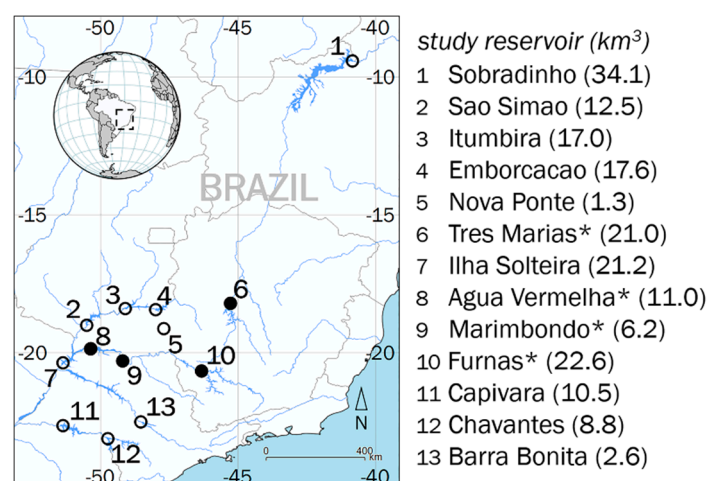 -50 -45 -40
1
-10 -10
BRAZIL
-15 -15
6
3 4
2
8 5
-20 -20
10
7 9
11 13
12
N
0 400
km
-50 -45 -40
study reservoir (km³)
1 Sobradinho (34.1)
2 Sao Simao (12.5)
3 Itumbira (17.0)
4 Emborcacao (17.6)
5 Nova Ponte (1.3)
6 Tres Marias* (21.0)
7 Ilha Solteira (21.2)
8 Agua Vermelha* (11.0)
9 Marimbondo* (6.2)
10 Furnas* (22.6)
11 Capivara (10.5)
12 Chavantes (8.8)
13 Barra Bonita (2.6)